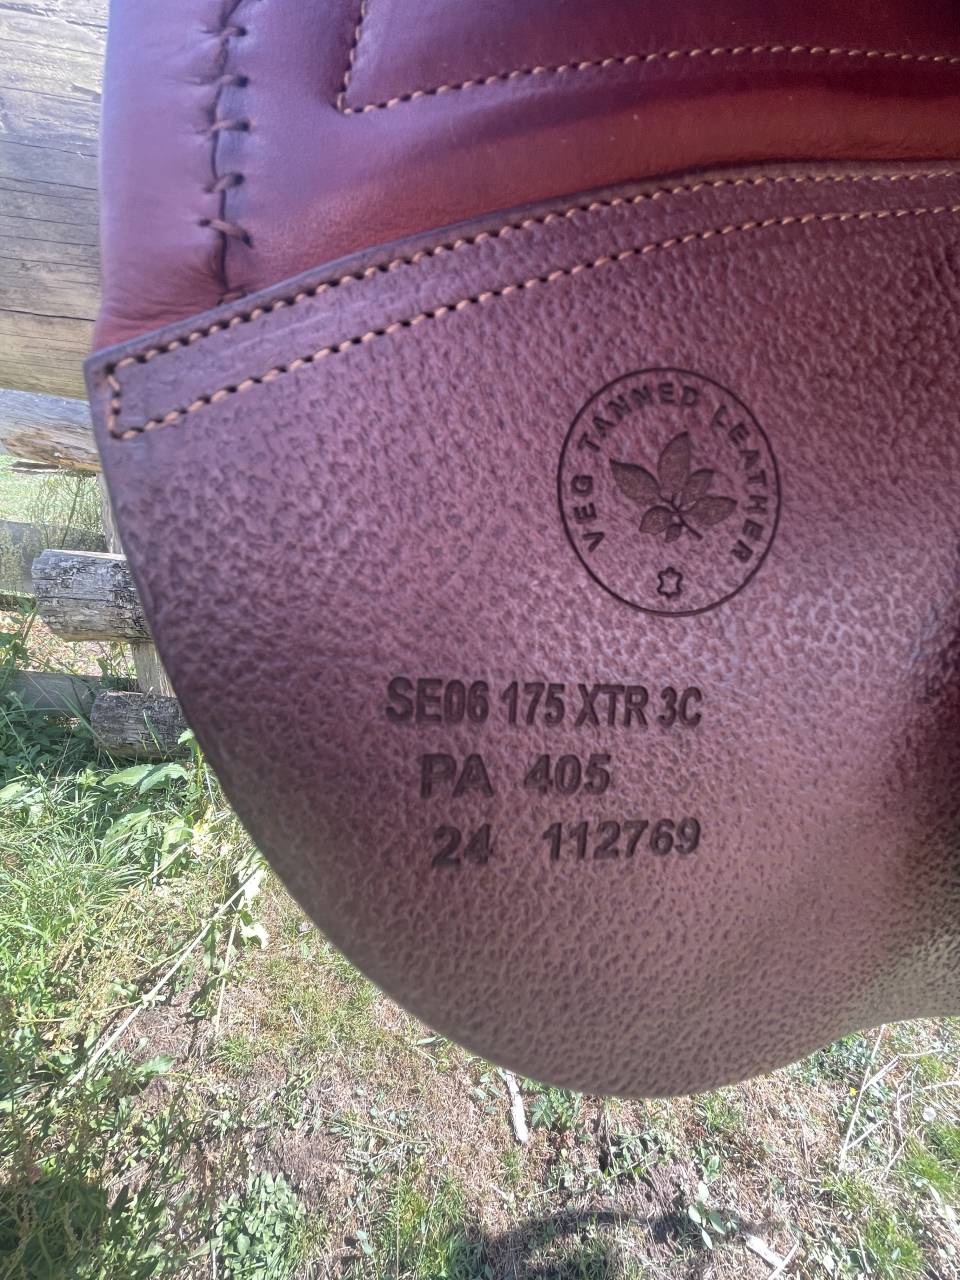 VEG TANNED LEATHER
SE06 175 XTR 3C
PA 405
24 112769